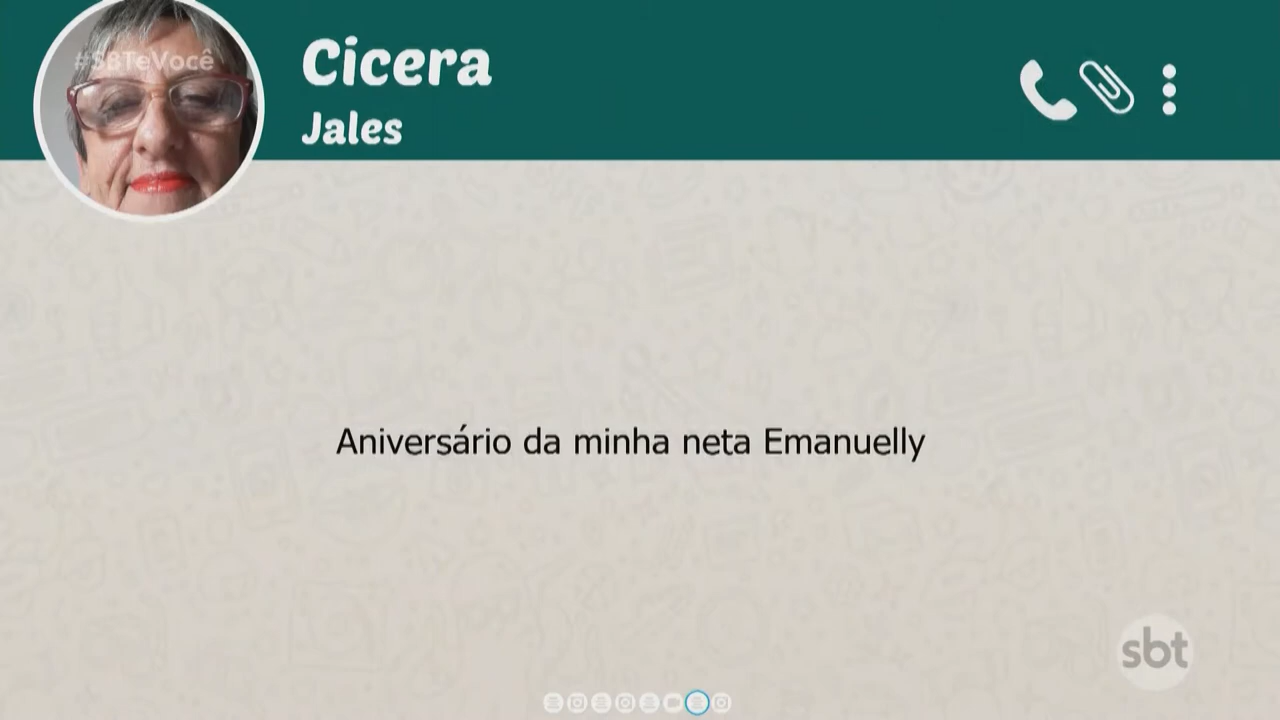 #SBTeVocê
Cicera
Jales
Aniversário da minha neta Emanuelly
sbt